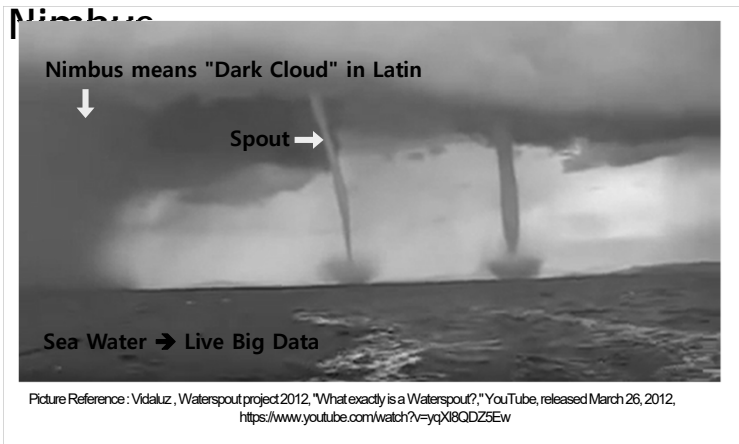 Nimbus
Nimbus means "Dark Cloud" in Latin
Spout
Sea Water ➔ Live Big Data
Picture Reference : Vidaluz , Waterspout project 2012, "What exactly is a Waterspout?," YouTube, released March 26, 2012,
https://www.youtube.com/watch?v=yqXl8QDZ5Ew